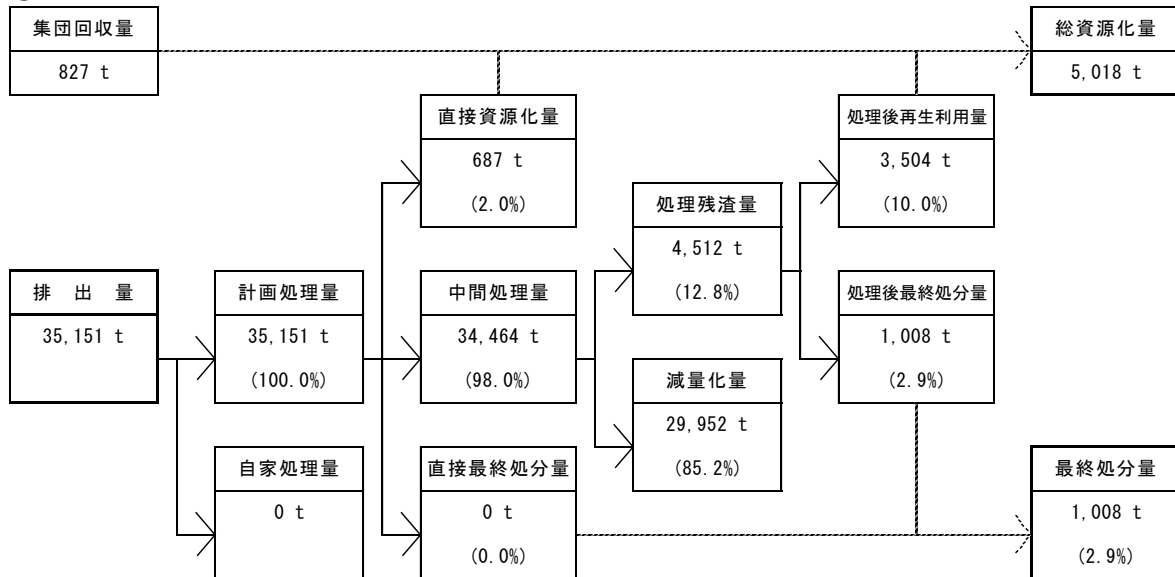 集団回収量
827 t
総資源化量
5,018 t
直接資源化量
687 t
(2.0%)
処理後再生利用量
3,504 t
(10.0%)
処理残渣量
4,512 t
(12.8%)
排 出 量
35,151 t
計画処理量
35,151 t
(100.0%)
中間処理量
34,464 t
(98.0%)
処理後最終処分量
1,008 t
(2.9%)
減量化量
29,952 t
(85.2%)
自家処理量
0 t
直接最終処分量
0 t
(0.0%)
最終処分量
1,008 t
(2.9%)